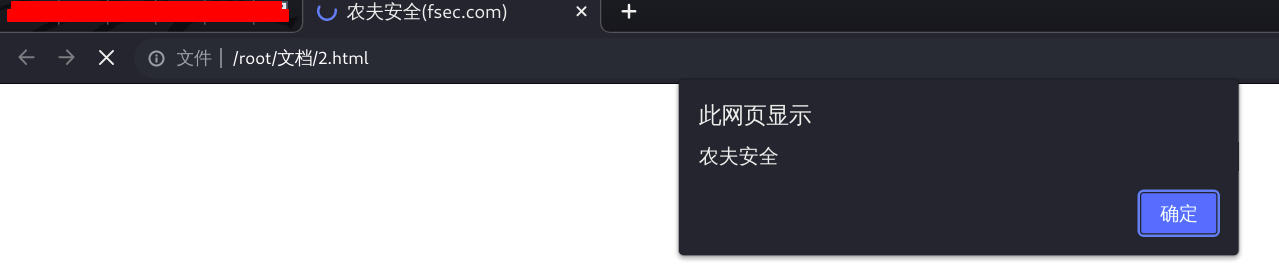 农夫安全(fsec.com)
文件 /root/文档/2.html
此网页显示
农夫安全
确定